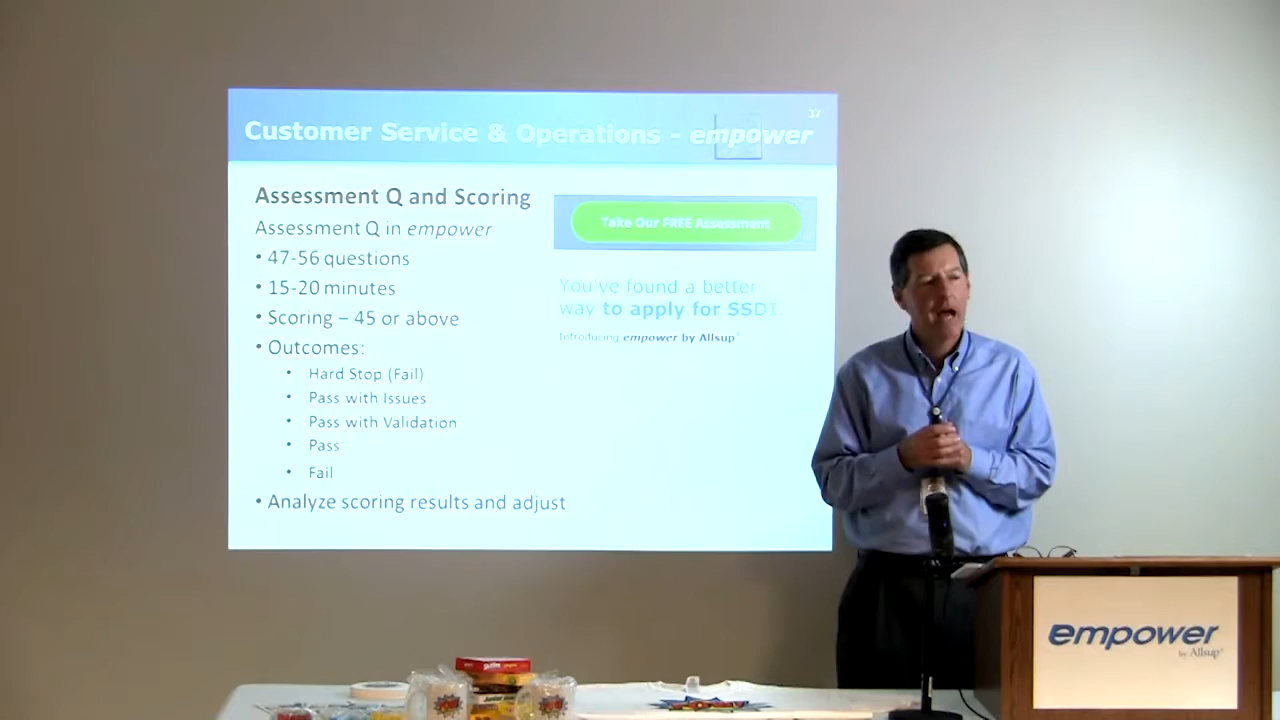 37
Customer Service & Operations - empower
Assessment Q and Scoring
Assessment Q in empower
• 47-56 questions
• 15-20 minutes
• Scoring – 45 or above
• Outcomes:
• Hard Stop (Fail)
• Pass with Issues
• Pass with Validation
• Pass
• Fail
• Analyze scoring results and adjust
Take Our FREE Assessment
You've found a better
way to apply for SSDI.
Introducing empower by Allsup®
empower
by Allsup®